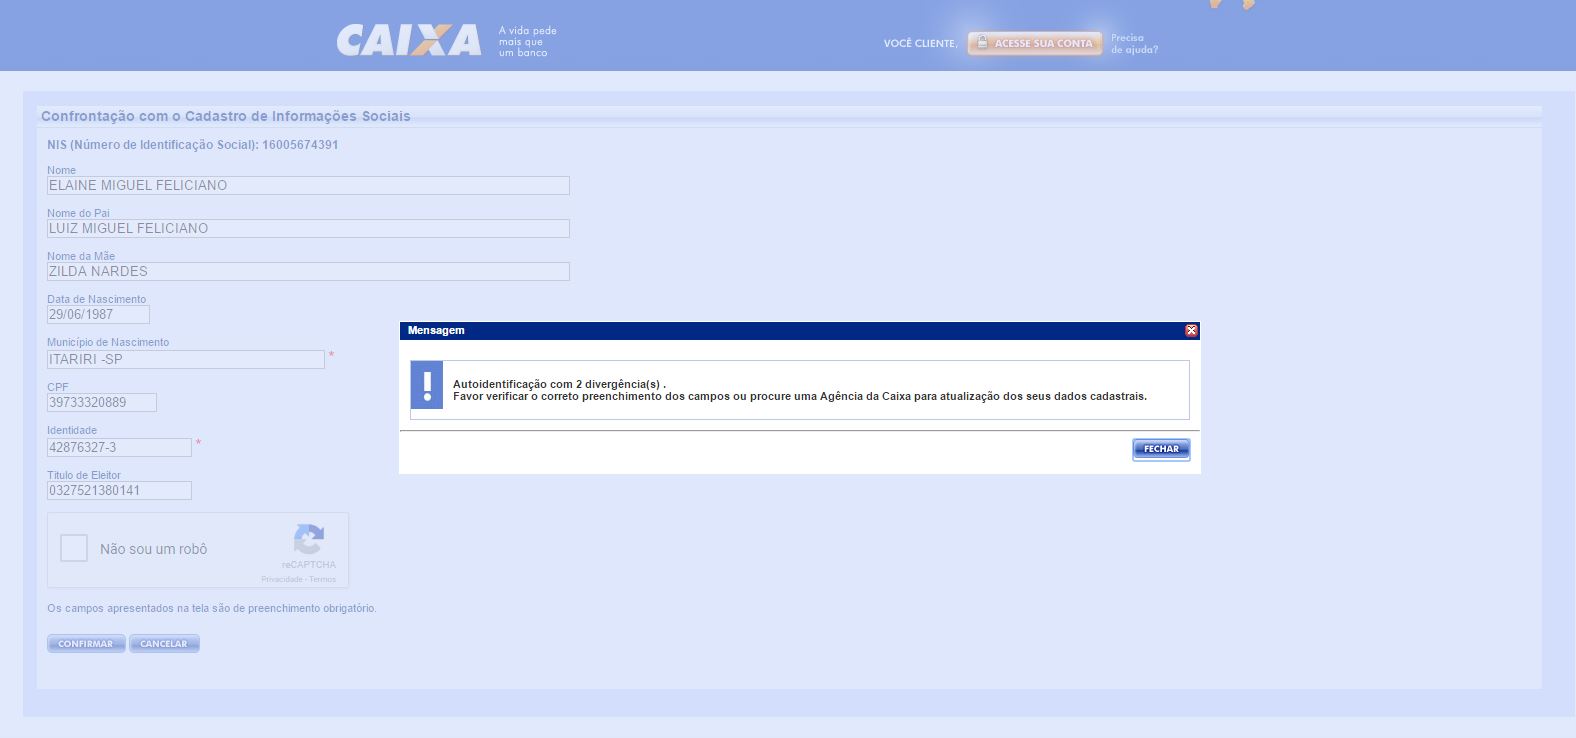 CAIXA
A vida pede
mais que
um banco
VOCÊ CLIENTE,
ACESSE SUA CONTA
Precisa
de ajuda?
Confrontação com o Cadastro de Informações Sociais
NIS (Número de Identificação Social): 16005674391
Nome
ELAINE MIGUEL FELICIANO
Nome do Pai
LUIZ MIGUEL FELICIANO
Nome da Mãe
ZILDA NARDES
Data de Nascimento
29/06/1987
Município de Nascimento
ITARIRI -SP *
CPF
39733320889
Identidade
42876327-3 *
Título de Eleitor
0327521380141
Não sou um robô
reCAPTCHA
Privacidade - Termos
Os campos apresentados na tela são de preenchimento obrigatório.
CONFIRMAR CANCELAR
Mensagem
Autoidentificação com 2 divergência(s) .
Favor verificar o correto preenchimento dos campos ou procure uma Agência da Caixa para atualização dos seus dados cadastrais.
FECHAR